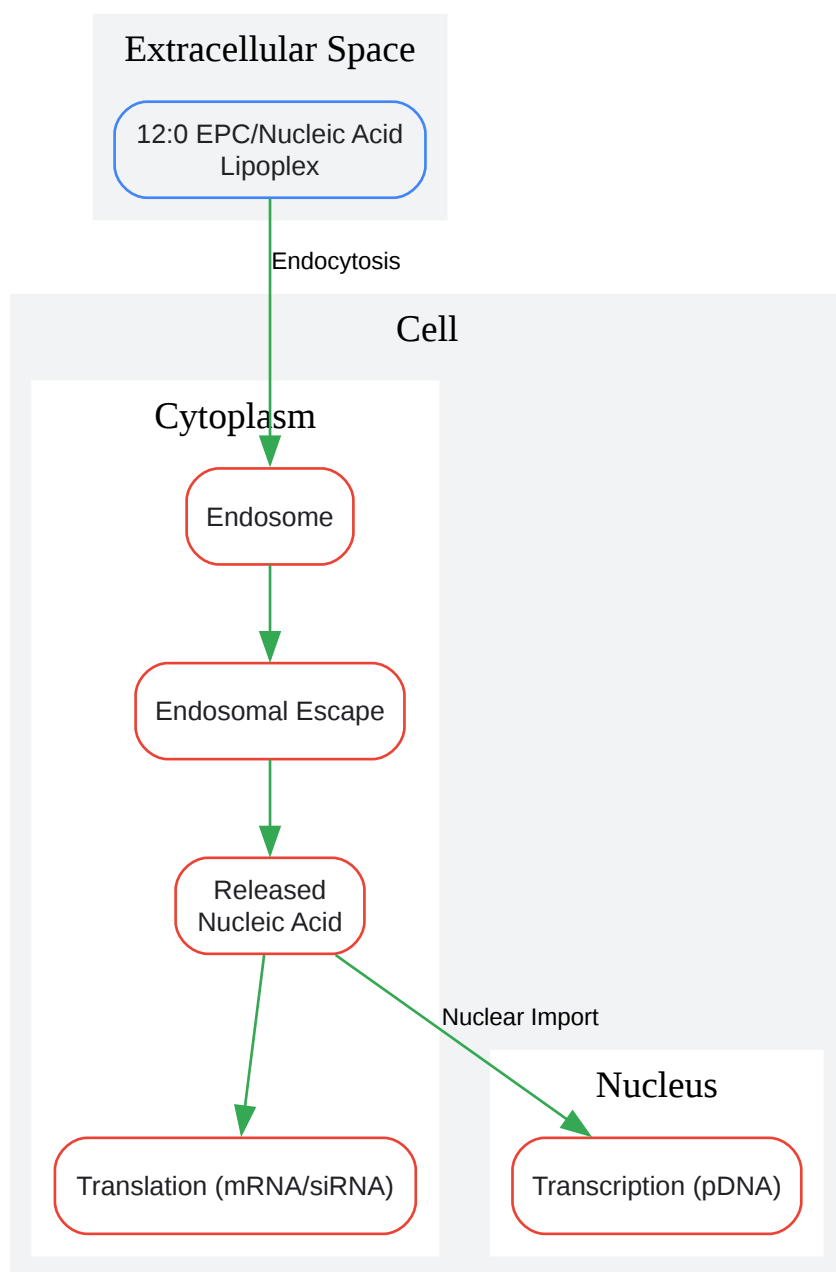 Extracellular Space
12:0 EPC/Nucleic Acid
Lipoplex
Endocytosis
Cell
Cytoplasm
Endosome
Endosomal Escape
Released
Nucleic Acid
Nuclear Import
Nucleus
Translation (mRNA/siRNA)
Transcription (pDNA)